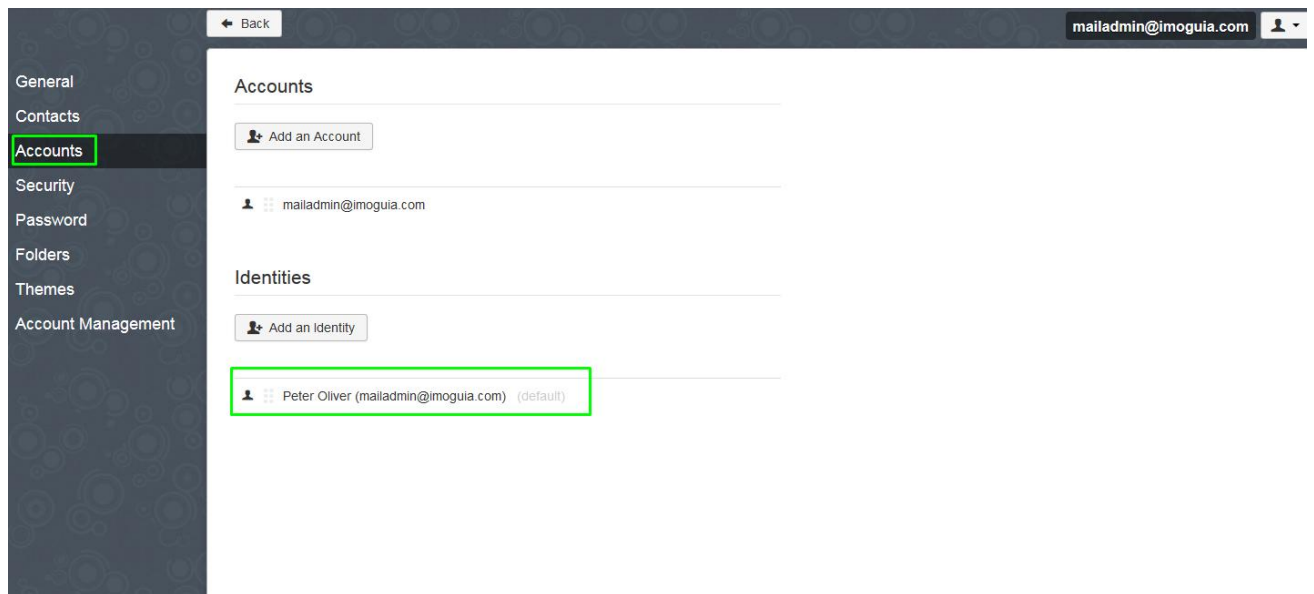 Back
mailadmin@imoguia.com
General
Contacts
Accounts
Security
Password
Folders
Themes
Account Management
Accounts
Add an Account
mailadmin@imoguia.com
Identities
Add an Identity
Peter Oliver (mailadmin@imoguia.com) (default)